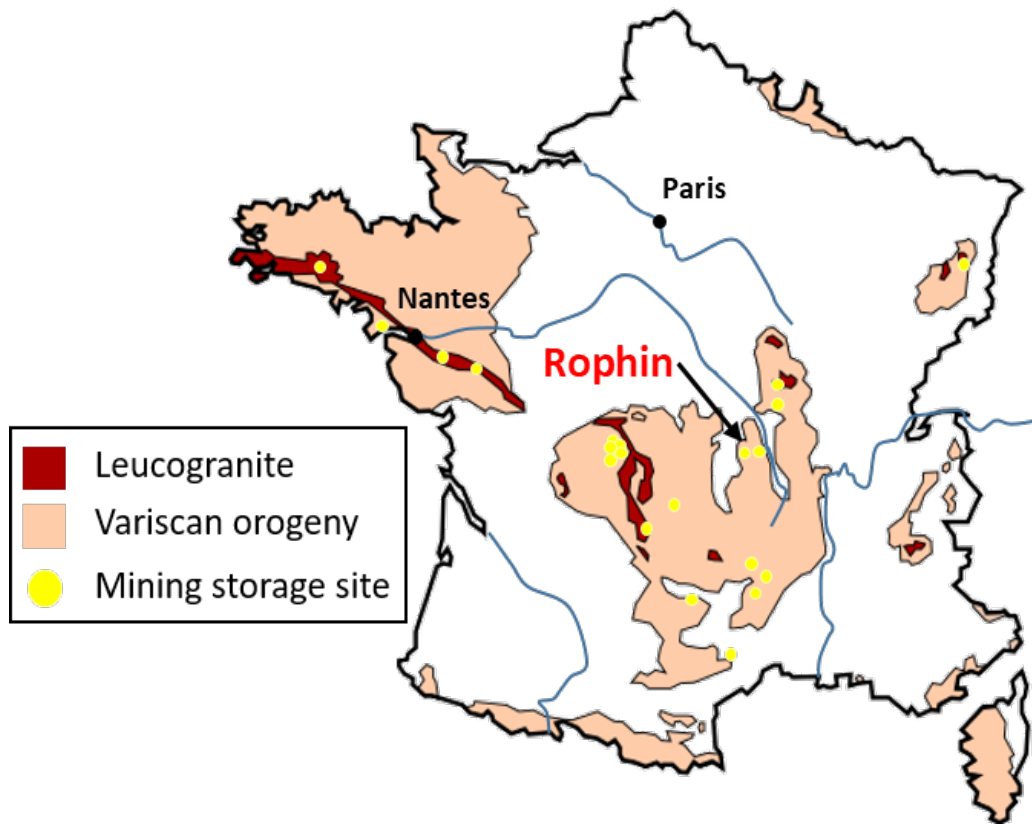 Paris
Nantes
Rophin
Leucogranite
Variscan orogeny
Mining storage site